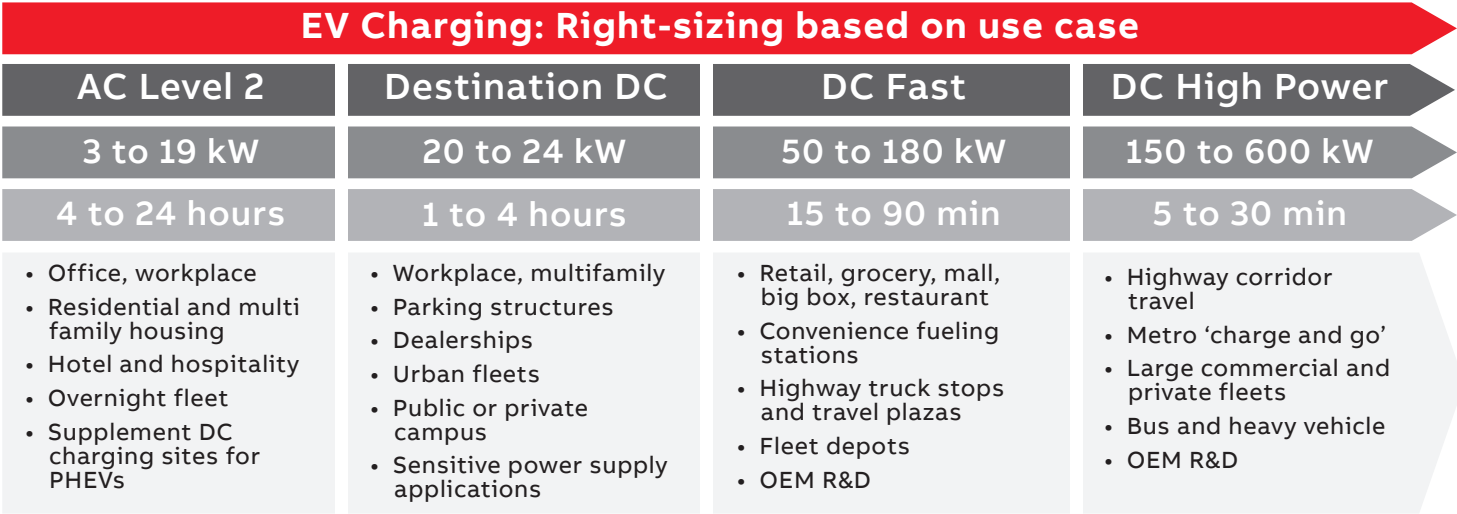 EV Charging: Right-sizing based on use case
AC Level 2
Destination DC
DC Fast
DC High Power
3 to 19 kW
20 to 24 kW
50 to 180 kW
150 to 600 kW
4 to 24 hours
1 to 4 hours
15 to 90 min
5 to 30 min
• Office, workplace
• Residential and multi
family housing
• Hotel and hospitality
• Overnight fleet
• Supplement DC
charging sites for
PHEVs
• Workplace, multifamily
• Parking structures
• Dealerships
• Urban fleets
• Public or private
campus
• Sensitive power supply
applications
• Retail, grocery, mall,
big box, restaurant
• Convenience fueling
stations
• Highway truck stops
and travel plazas
• Fleet depots
• OEM R&D
• Highway corridor
travel
• Metro ‘charge and go’
• Large commercial and
private fleets
• Bus and heavy vehicle
• OEM R&D